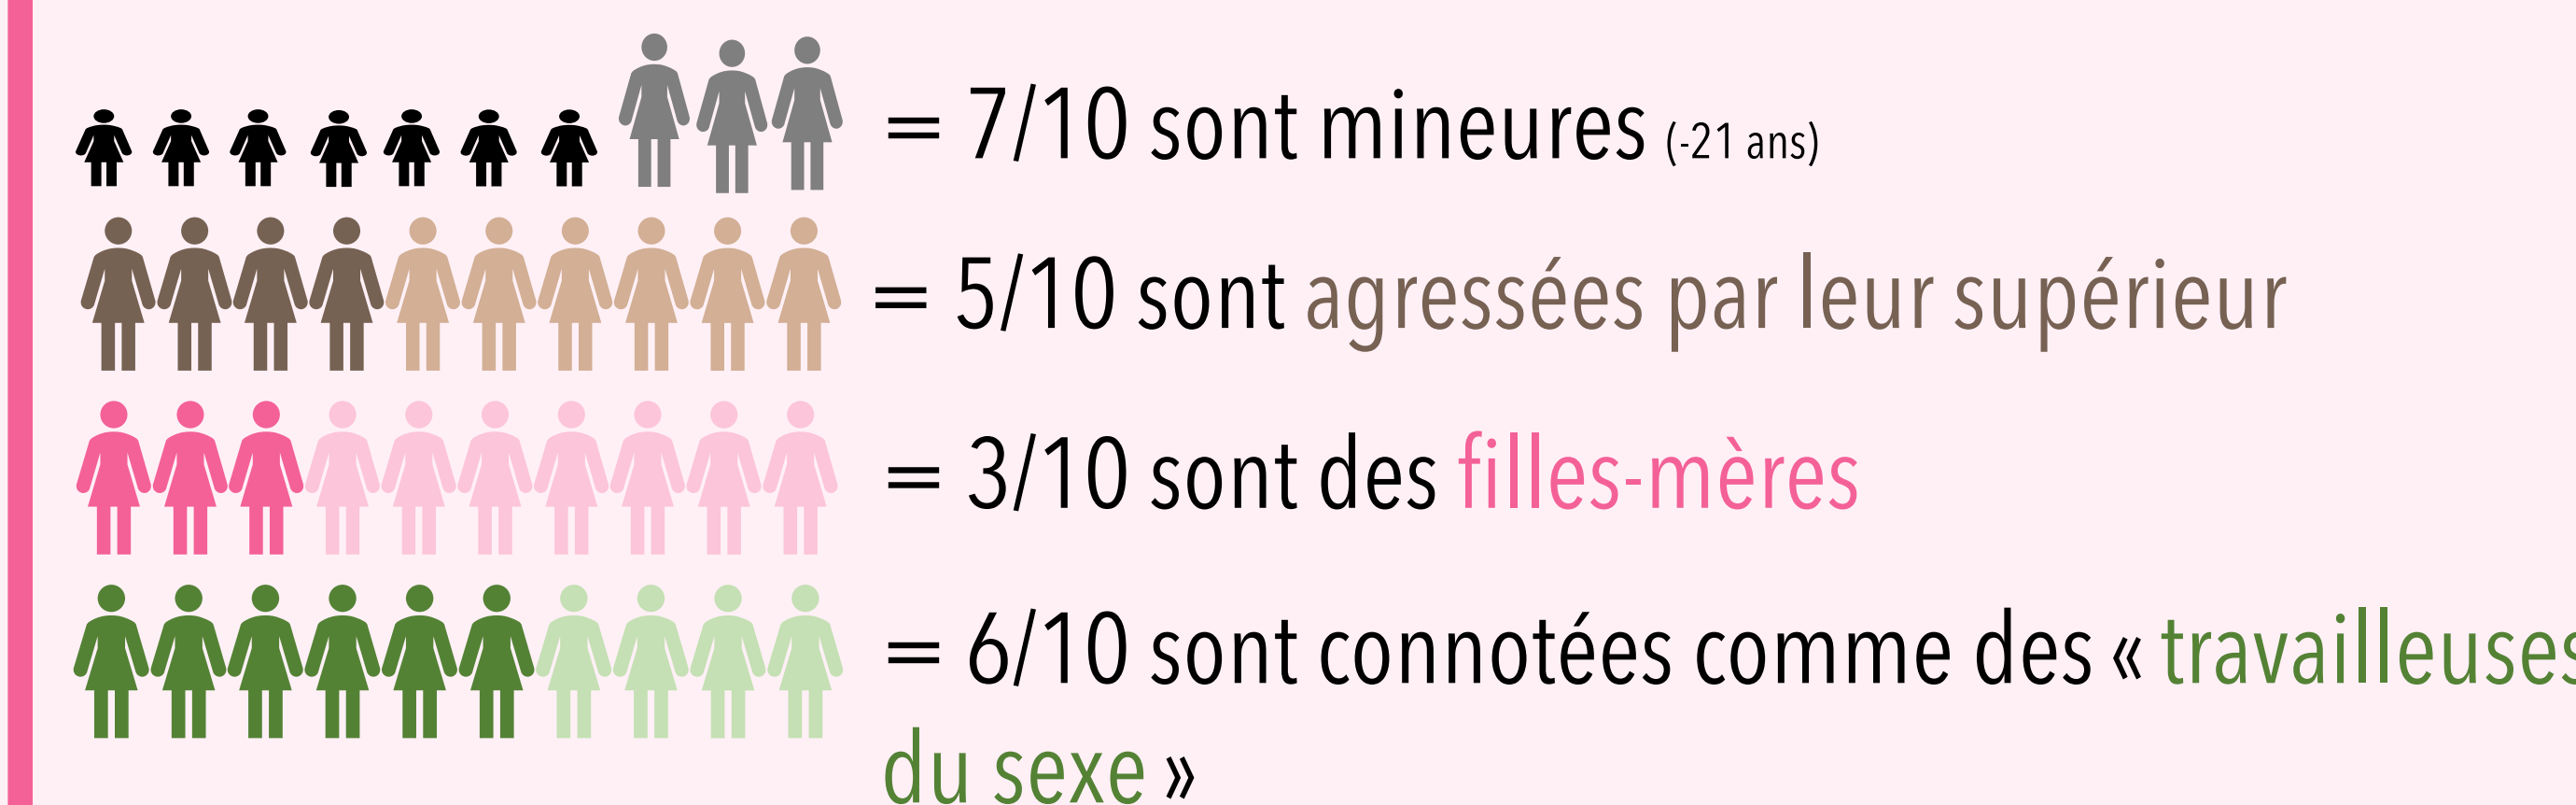 = 7/10 sont mineures (-21 ans)
= 5/10 sont agressées par leur supérieur
= 3/10 sont des filles-mères
= 6/10 sont connotées comme des « travailleuses
du sexe »